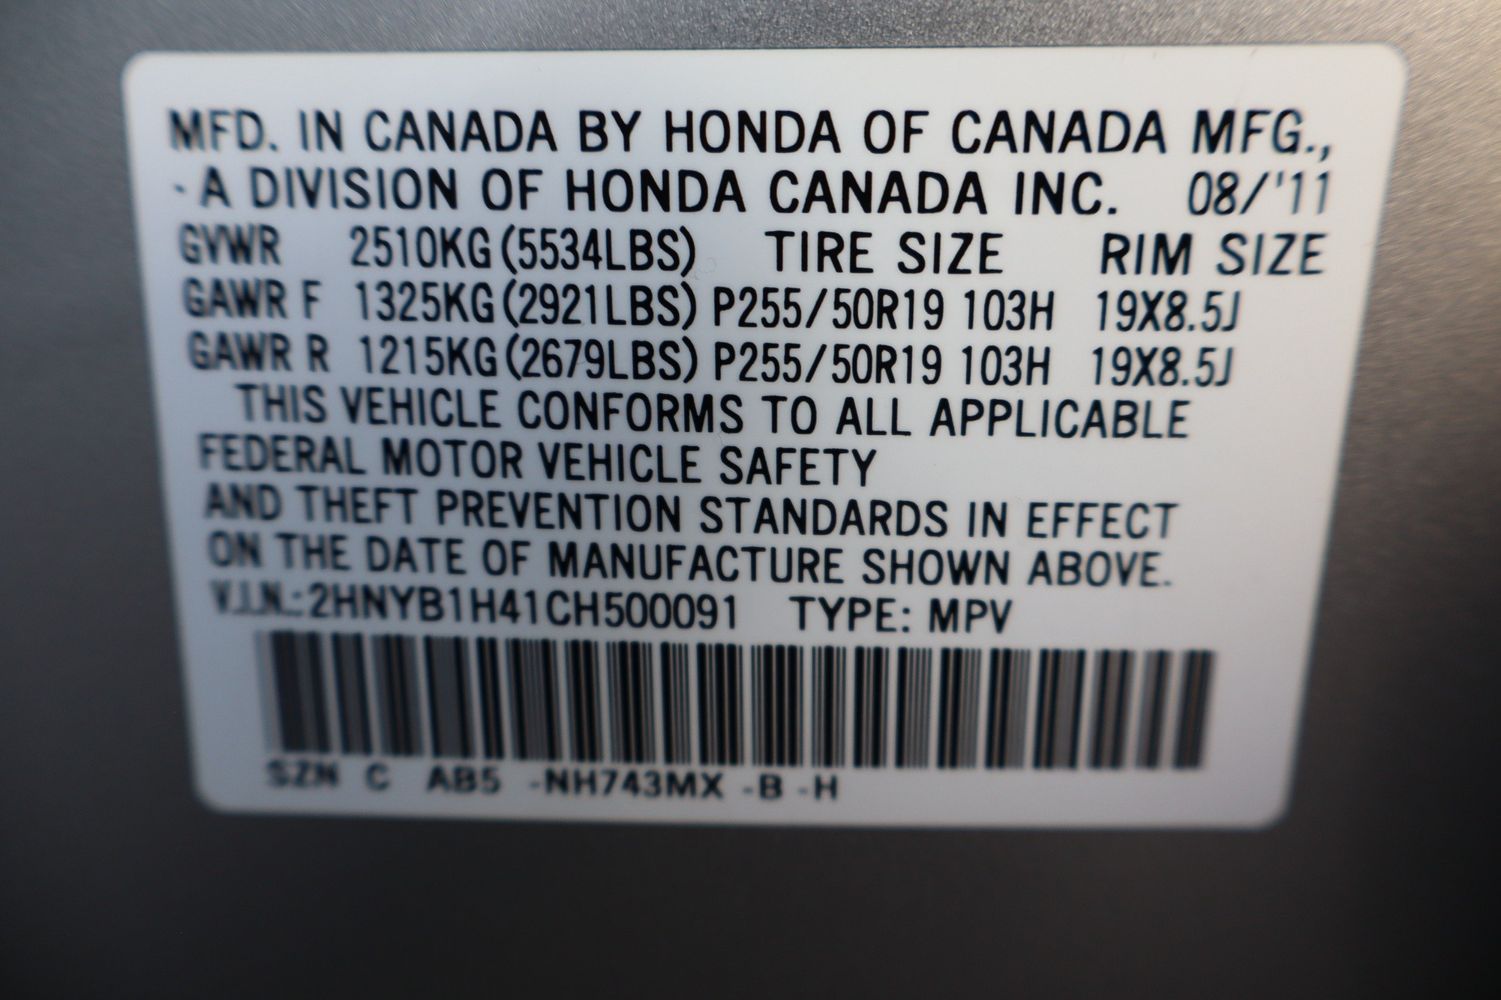 MFD. IN CANADA BY HONDA OF CANADA MFG.,
- A DIVISION OF HONDA CANADA INC. 08/'11
GVWR 2510KG (5534LBS) TIRE SIZE RIM SIZE
GAWR F 1325KG (2921LBS) P255/50R19 103H 19X8.5J
GAWR R 1215KG (2679LBS) P255/50R19 103H 19X8.5J
THIS VEHICLE CONFORMS TO ALL APPLICABLE
FEDERAL MOTOR VEHICLE SAFETY
AND THEFT PREVENTION STANDARDS IN EFFECT
ON THE DATE OF MANUFACTURE SHOWN ABOVE.
V.I.N.: 2HNYB1H41CH500091 TYPE: MPV
SZN C AB5 -NH743MX -B -H